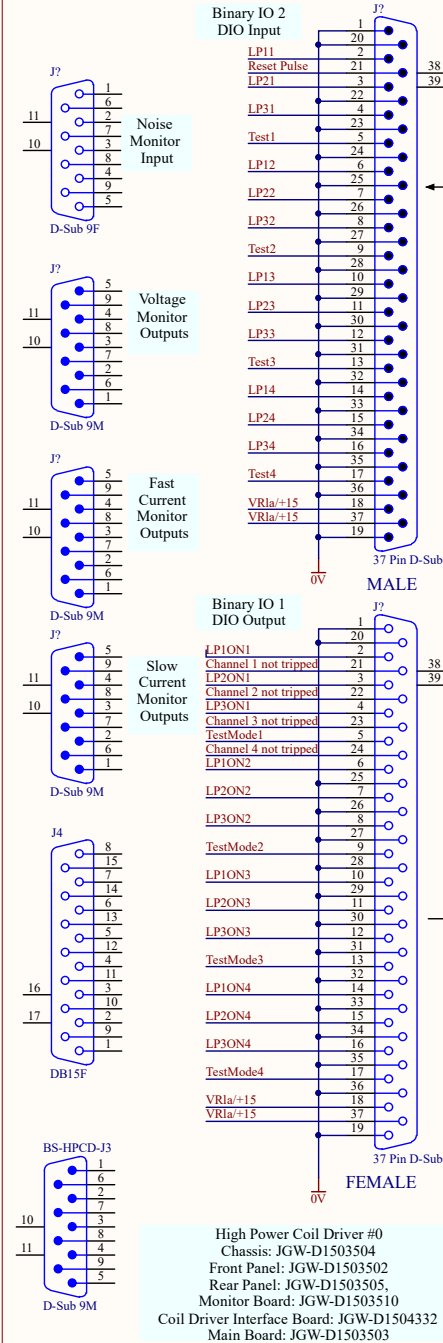 J?
1
6
2
7
3
8
4
9
5
11
10
D-Sub 9F
Noise
Monitor
Input
J?
5
9
4
8
3
7
2
6
1
11
10
D-Sub 9M
Voltage
Monitor
Outputs
J?
5
9
4
8
3
7
2
6
1
11
10
D-Sub 9M
Fast
Current
Monitor
Outputs
J?
5
9
4
8
3
7
2
6
1
11
10
D-Sub 9M
Slow
Current
Monitor
Outputs
J4
8
15
7
14
6
13
5
12
4
11
3
10
2
9
1
16
17
DB15F
BS-HPCD-J3
1
6
2
7
3
8
4
9
5
10
11
D-Sub 9M
Binary IO 2
DIO Input
J?
1
20
LP11 2
Reset Pulse 21
LP21 3
22
LP31 4
23
Test1 5
24
LP12 6
25
LP22 7
26
LP32 8
27
Test2 9
28
LP13 10
29
LP23 11
30
LP33 12
31
Test3 13
32
LP14 14
33
LP24 15
34
LP34 16
35
Test4 17
36
VRla/+15 18
VRla/+15 37
19
38
39
0V
37 Pin D-Sub
MALE
Binary IO 1
DIO Output
J?
1
20
LP1ON1 2
Channel 1 not tripped 21
LP2ON1 3
Channel 2 not tripped 22
LP3ON1 4
Channel 3 not tripped 23
TestMode1 5
Channel 4 not tripped 24
LP1ON2 6
25
LP2ON2 7
26
LP3ON2 8
27
TestMode2 9
28
LP1ON3 10
29
LP2ON3 11
30
LP3ON3 12
31
TestMode3 13
32
LP1ON4 14
33
LP2ON4 15
34
LP3ON4 16
35
TestMode4 17
36
VRla/+15 18
VRla/+15 37
19
38
39
0V
37 Pin D-Sub
FEMALE
High Power Coil Driver #0
Chassis: JGW-D1503504
Front Panel: JGW-D1503502
Rear Panel: JGW-D1503505,
Monitor Board: JGW-D1503510
Coil Driver Interface Board: JGW-D1504332
Main Board: JGW-D1503503